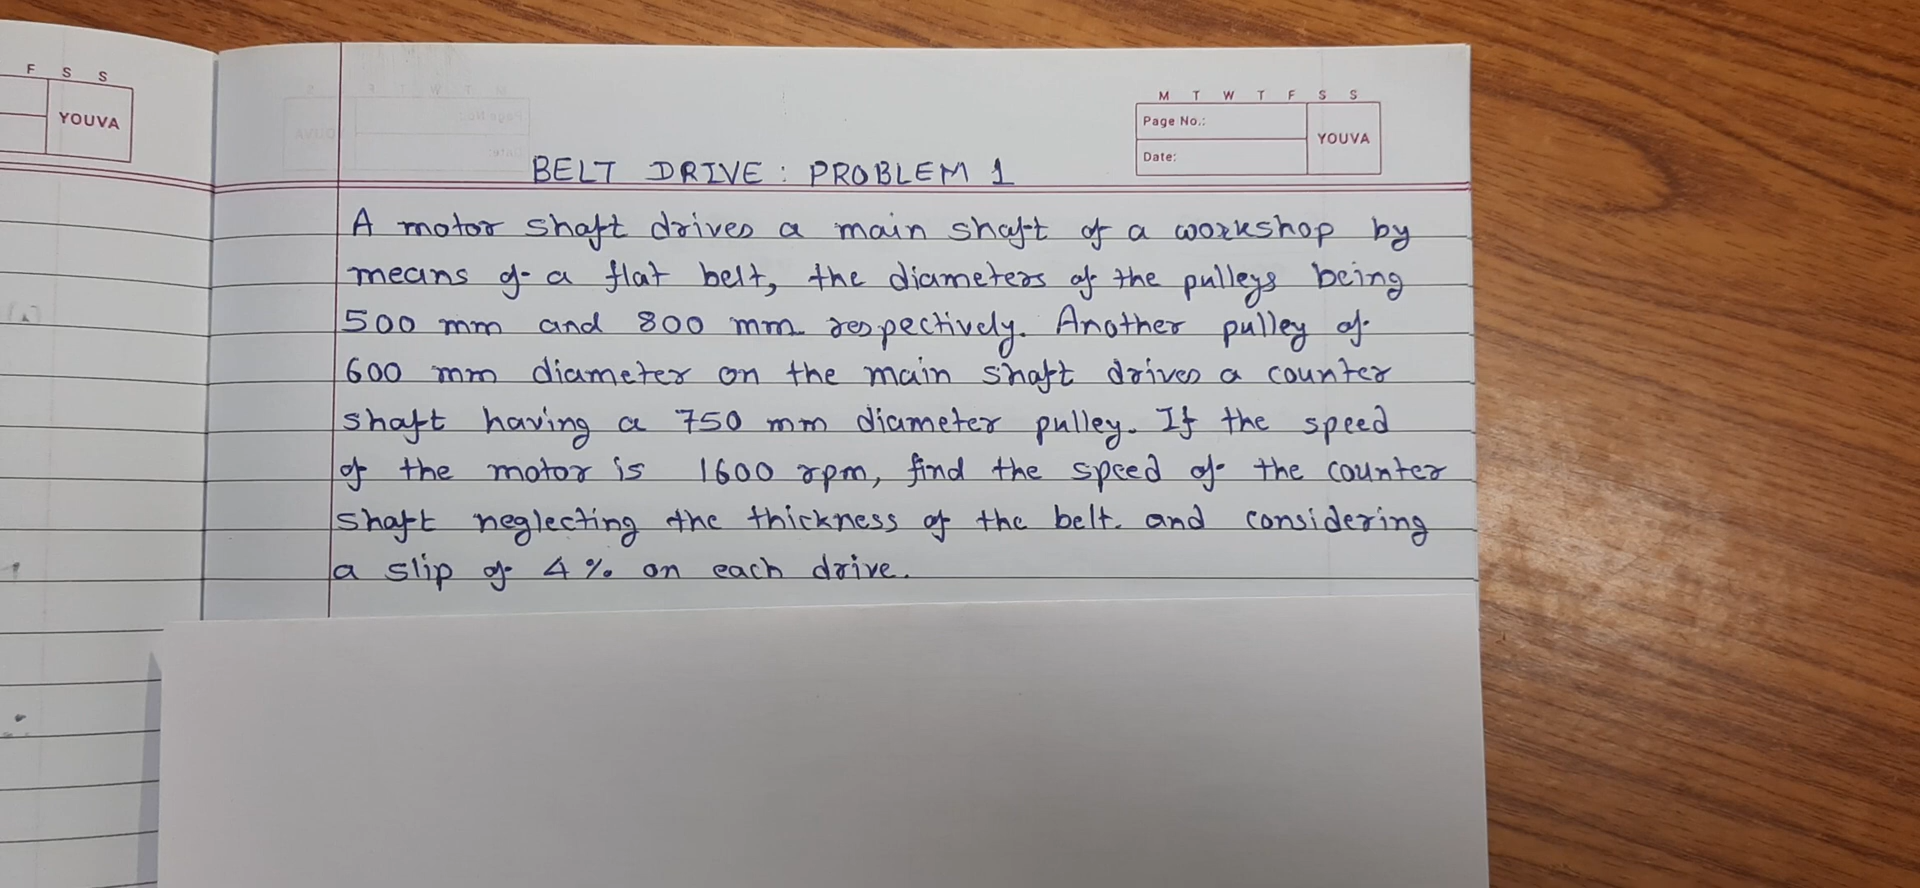 F S S
YOUVA
M T W T F S S
Page No.:
YOUVA
Date:
BELT DRIVE : PROBLEM 1
A motor shaft drives a main shaft of a workshop by
means of a flat belt, the diameters of the pulleys being
500 mm and 800 mm respectively. Another pulley of
600 mm diameter on the main shaft drives a counter
shaft having a 750 mm diameter pulley. If the speed
of the motor is 1600 rpm, find the speed of the counter
shaft neglecting the thickness of the belt. and considering
a slip of 4% on each drive.